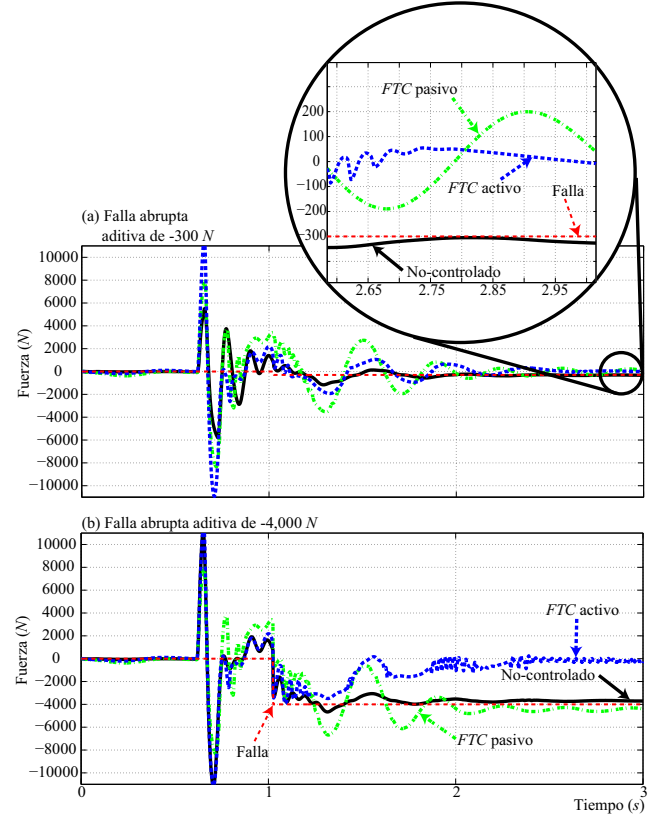 FTC pasivo
200
100
0
−100
−200
−300
FTC activo
Falla
No-controlado
2.65
2.75
2.85
2.95
(a) Falla abrupta
aditiva de -300 N
Fuerza (N)
10000
8000
6000
4000
2000
0
−2000
−4000
−6000
−8000
−10000
(b) Falla abrupta aditiva de -4,000 N
Fuerza (N)
10000
8000
6000
4000
2000
0
−2000
−4000
−6000
−8000
−10000
FTC activo
No-controlado
Falla
FTC pasivo
0
1
2
3
Tiempo (s)